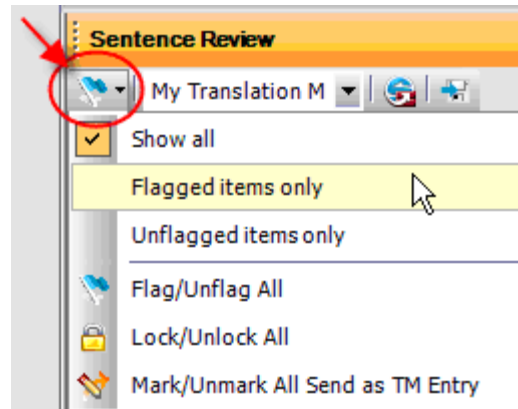 Sentence Review
My Translation M
Show all
Flagged items only
Unflagged items only
Flag/Unflag All
Lock/Unlock All
Mark/Unmark All Send as TM Entry